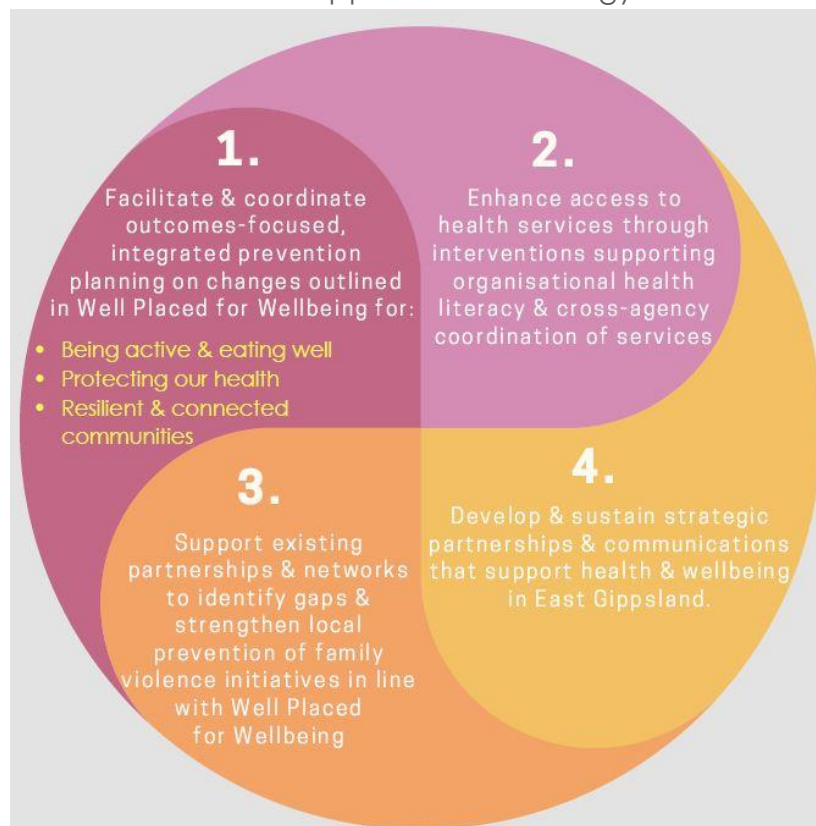 1.
Facilitate & coordinate
outcomes-focused,
integrated prevention
planning on changes outlined
in Well Placed for Wellbeing for:
• Being active & eating well
• Protecting our health
• Resilient & connected
communities
2.
Enhance access to
health services through
interventions supporting
organisational health
literacy & cross-agency
coordination of services
3.
Support existing
partnerships & networks
to identify gaps &
strengthen local
prevention of family
violence initiatives in line
with Well Placed
for Wellbeing
4.
Develop & sustain strategic
partnerships & communications
that support health & wellbeing
in East Gippsland.